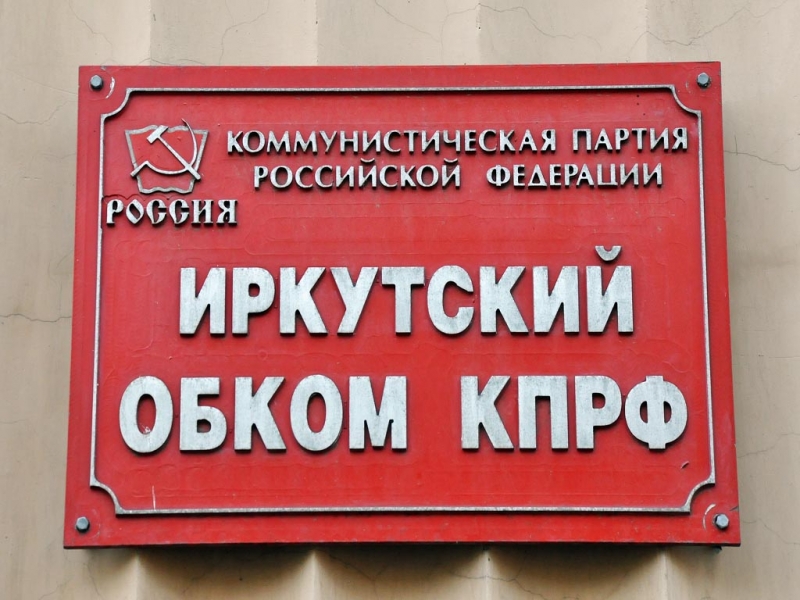 КОММУНИСТИЧЕСКАЯ ПАРТИЯ
РОССИЙСКОЙ ФЕДЕРАЦИИ
РОССИЯ
ИРКУТСКИЙ
ОБКОМ КПРФ